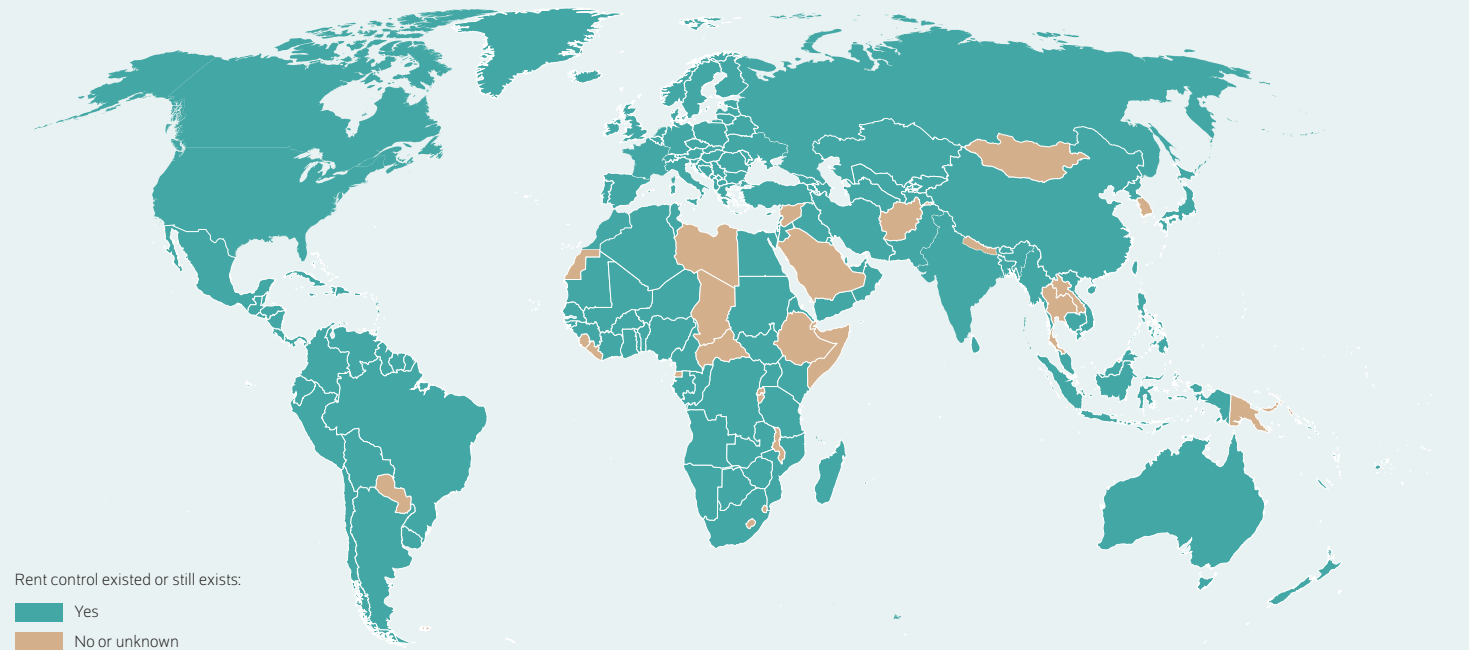 Rent control existed or still exists:
Yes
No or unknown